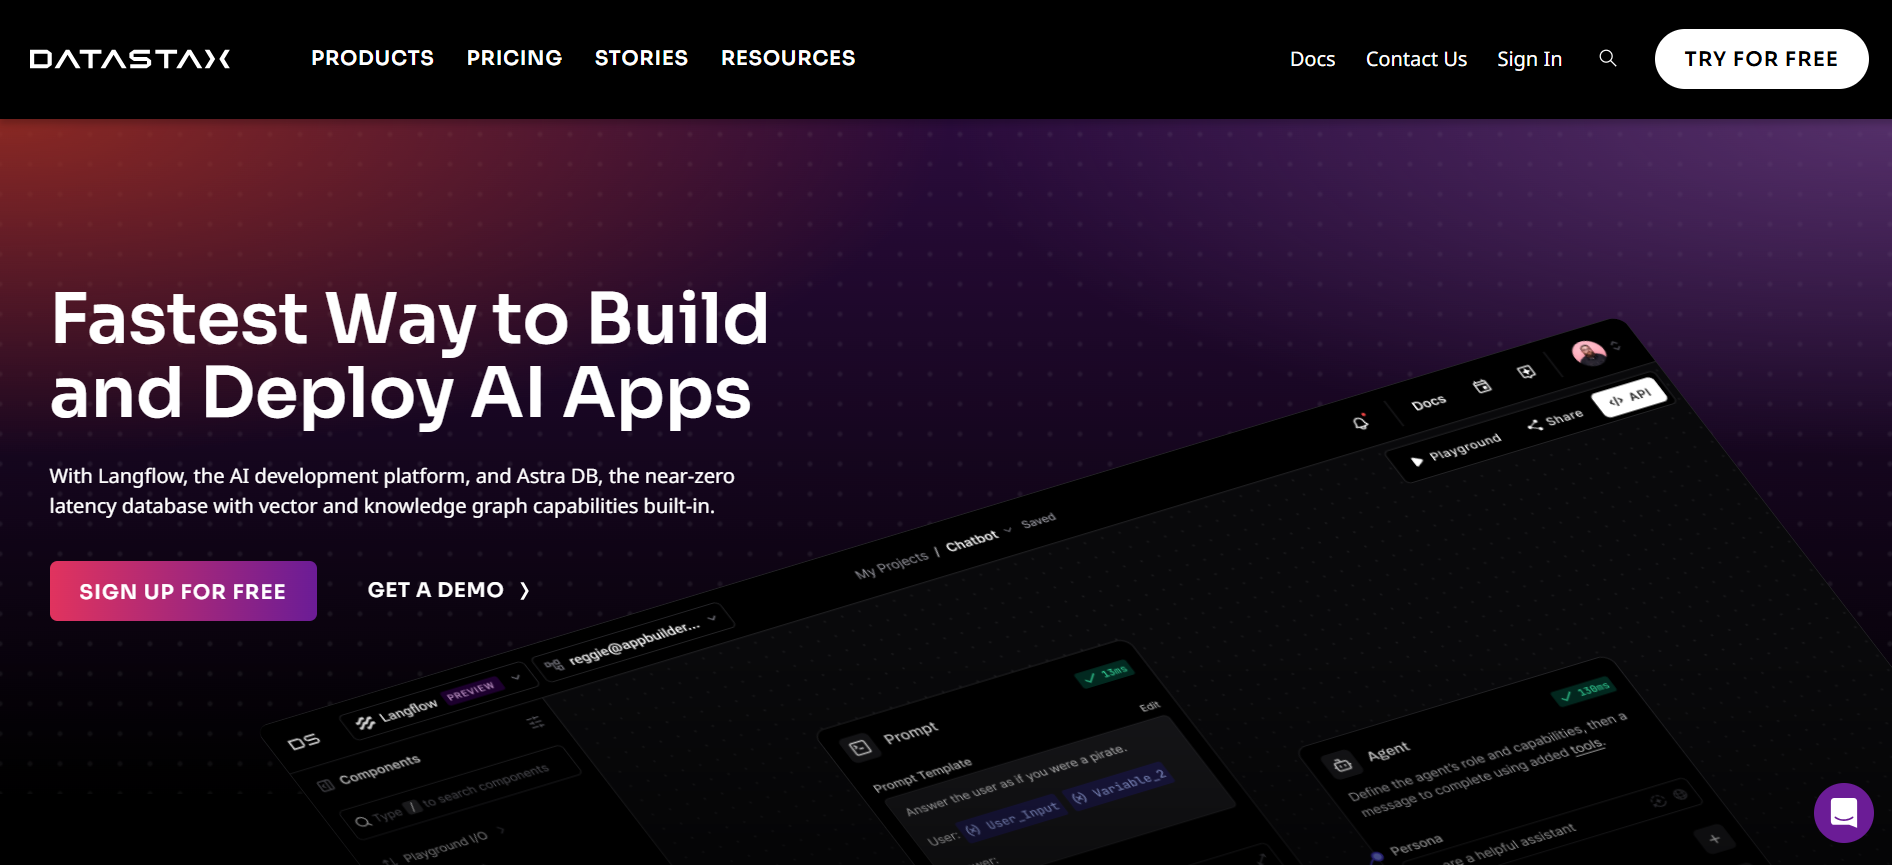 DATASTAX
PRODUCTS
PRICING
STORIES
RESOURCES
Docs
Contact Us
Sign In
TRY FOR FREE
Fastest Way to Build
and Deploy AI Apps
With Langflow, the AI development platform, and Astra DB, the near-zero
latency database with vector and knowledge graph capabilities built-in.
SIGN UP FOR FREE
GET A DEMO
Docs
Playground
Share
API
My Projects / Chatbot
Saved
DS
Langflow
PREVIEW
reggie@appbuilder...
Components
Type / to search components
Playground I/O
Prompt
13ms
Edit
Prompt Template
Answer the user as if you were a pirate.
User: User_Input Variable_2
Agent
130ms
Define the agent's role and capabilities, then a
message to complete using added tools.
Persona
are a helpful assistant